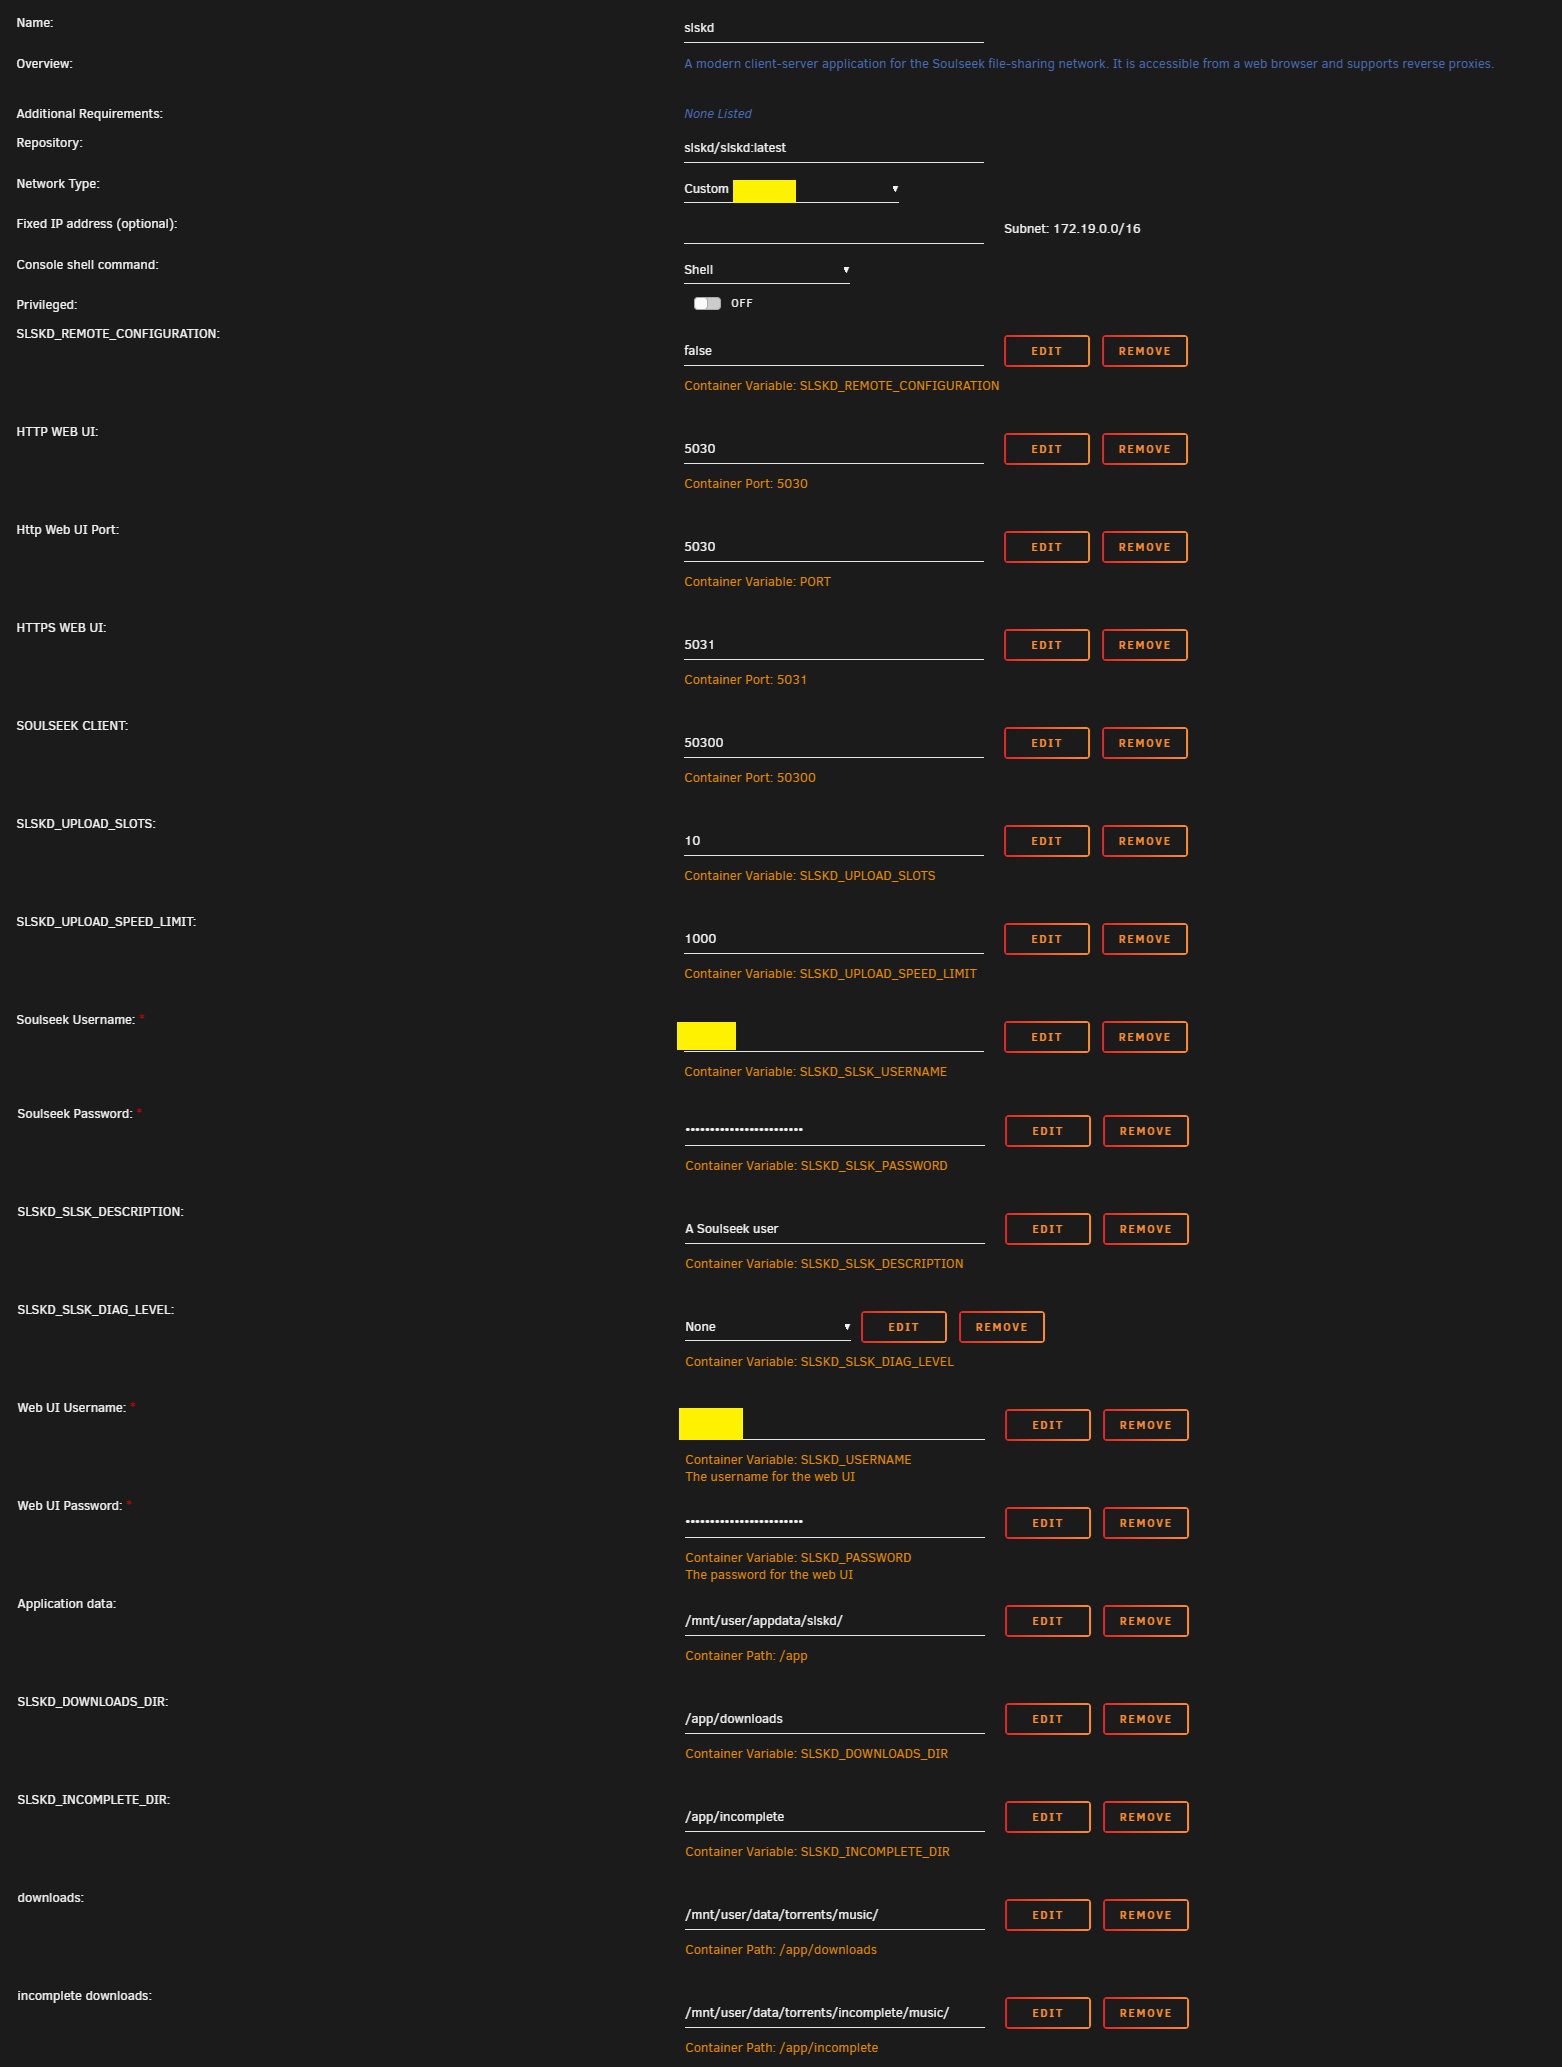 Name:
slskd
Overview:
A modern client-server application for the Soulseek file-sharing network. It is accessible from a web browser and supports reverse proxies.
Additional Requirements:
None Listed
Repository:
slskd/slskd:latest
Network Type:
Custom
Fixed IP address (optional):
Subnet: 172.19.0.0/16
Console shell command:
Shell
Privileged:
OFF
SLSKD_REMOTE_CONFIGURATION:
false
EDIT REMOVE
Container Variable: SLSKD_REMOTE_CONFIGURATION
HTTP WEB UI:
5030
EDIT REMOVE
Container Port: 5030
Http Web UI Port:
5030
EDIT REMOVE
Container Variable: PORT
HTTPS WEB UI:
5031
EDIT REMOVE
Container Port: 5031
SOULSEEK CLIENT:
50300
EDIT REMOVE
Container Port: 50300
SLSKD_UPLOAD_SLOTS:
10
EDIT REMOVE
Container Variable: SLSKD_UPLOAD_SLOTS
SLSKD_UPLOAD_SPEED_LIMIT:
1000
EDIT REMOVE
Container Variable: SLSKD_UPLOAD_SPEED_LIMIT
Soulseek Username: *
EDIT REMOVE
Container Variable: SLSKD_SLSK_USERNAME
Soulseek Password: *
EDIT REMOVE
Container Variable: SLSKD_SLSK_PASSWORD
SLSKD_SLSK_DESCRIPTION:
A Soulseek user
EDIT REMOVE
Container Variable: SLSKD_SLSK_DESCRIPTION
SLSKD_SLSK_DIAG_LEVEL:
None
EDIT REMOVE
Container Variable: SLSKD_SLSK_DIAG_LEVEL
Web UI Username: *
EDIT REMOVE
Container Variable: SLSKD_USERNAME
The username for the web UI
Web UI Password: *
EDIT REMOVE
Container Variable: SLSKD_PASSWORD
The password for the web UI
Application data:
/mnt/user/appdata/slskd/
EDIT REMOVE
Container Path: /app
SLSKD_DOWNLOADS_DIR:
/app/downloads
EDIT REMOVE
Container Variable: SLSKD_DOWNLOADS_DIR
SLSKD_INCOMPLETE_DIR:
/app/incomplete
EDIT REMOVE
Container Variable: SLSKD_INCOMPLETE_DIR
downloads:
/mnt/user/data/torrents/music/
EDIT REMOVE
Container Path: /app/downloads
incomplete downloads:
/mnt/user/data/torrents/incomplete/music/
EDIT REMOVE
Container Path: /app/incomplete